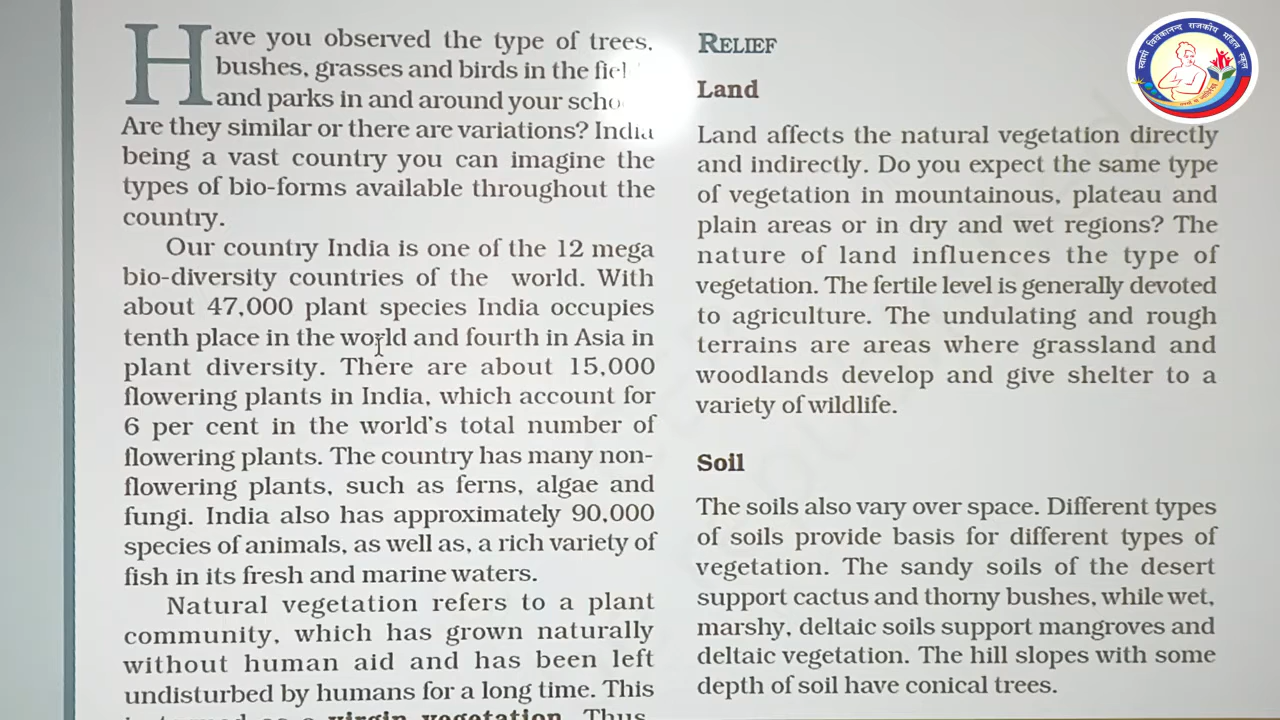 Have you observed the type of trees,
bushes, grasses and birds in the
and parks in and around your
Are they similar or there are variations? India
being a vast country you can imagine the
types of bio-forms available throughout the
country.
Our country India is one of the 12 mega
bio-diversity countries of the world. With
about 47,000 plant species India occupies
tenth place in the world and fourth in Asia in
plant diversity. There are about 15,000
flowering plants in India, which account for
6 per cent in the world's total number of
flowering plants. The country has many non-
flowering plants, such as ferns, algae and
fungi. India also has approximately 90,000
species of animals, as well as, a rich variety of
fish in its fresh and marine waters.
Natural vegetation refers to a plant
community, which has grown naturally
without human aid and has been left
undisturbed by humans for a long time. This
is termed as a virgin vegetation. Thus,
RELIEF
Land
Land affects the natural vegetation directly
and indirectly. Do you expect the same type
of vegetation in mountainous, plateau and
plain areas or in dry and wet regions? The
nature of land influences the type of
vegetation. The fertile level is generally devoted
to agriculture. The undulating and rough
terrains are areas where grassland and
woodlands develop and give shelter to a
variety of wildlife.
Soil
The soils also vary over space. Different types
of soils provide basis for different types of
vegetation. The sandy soils of the desert
support cactus and thorny bushes, while wet,
marshy, deltaic soils support mangroves and
deltaic vegetation. The hill slopes with some
depth of soil have conical trees.
स्वामी विवेकानन्द राजकीय मॉडल स्कूल